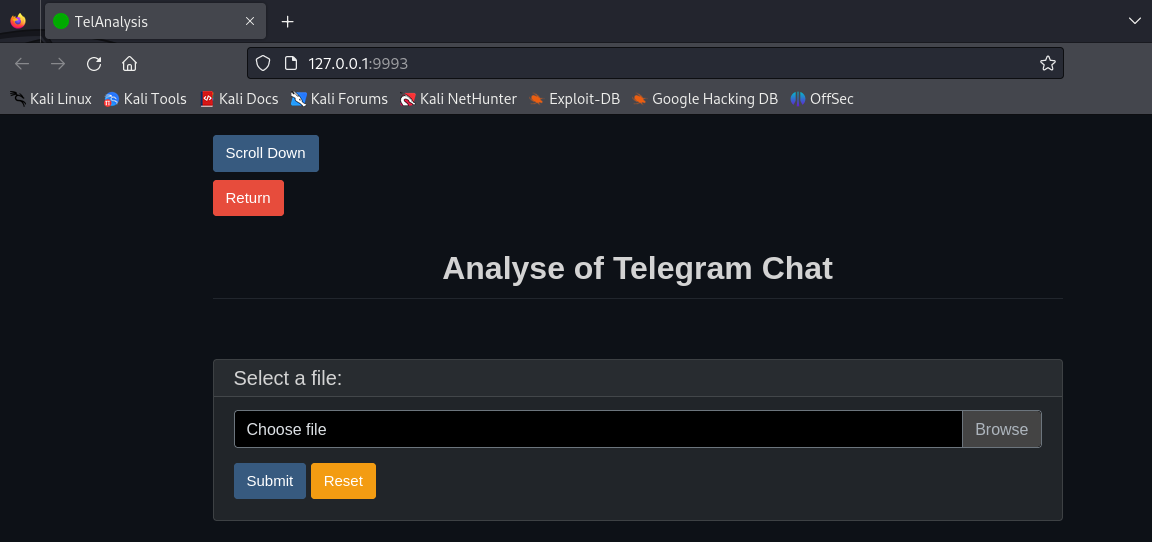 TelAnalysis
127.0.0.1:9993
Kali Linux Kali Tools Kali Docs Kali Forums Kali NetHunter Exploit-DB Google Hacking DB OffSec
Scroll Down
Return
Analyse of Telegram Chat
Select a file:
Choose file Browse
Submit Reset